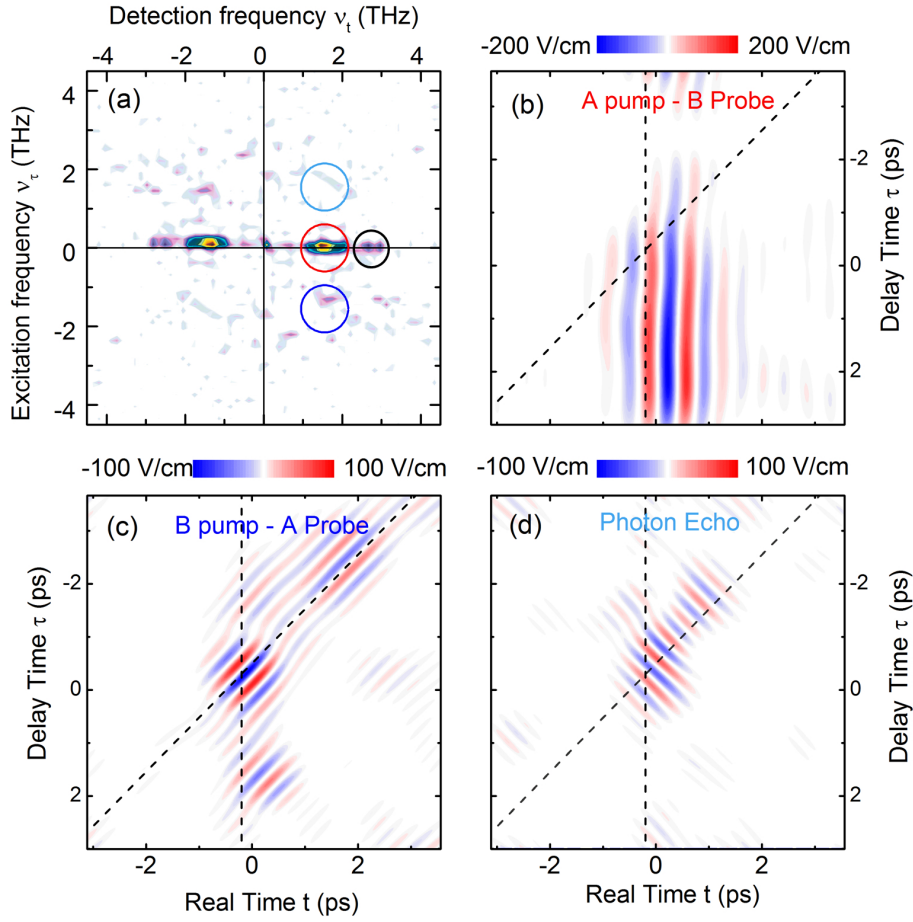 Detection frequency ν_t (THz)
-4 -2 0 2 4
Excitation frequency ν_τ (THz)
4
2
0
-2
-4
(a)
-200 V/cm 200 V/cm
(b) A pump - B Probe
-2
0
2
Delay Time τ (ps)
-100 V/cm 100 V/cm
(c) B pump - A Probe
-2
0
2
Delay Time τ (ps)
-2 0 2
Real Time t (ps)
-100 V/cm 100 V/cm
(d) Photon Echo
-2
0
2
Delay Time τ (ps)
-2 0 2
Real Time t (ps)